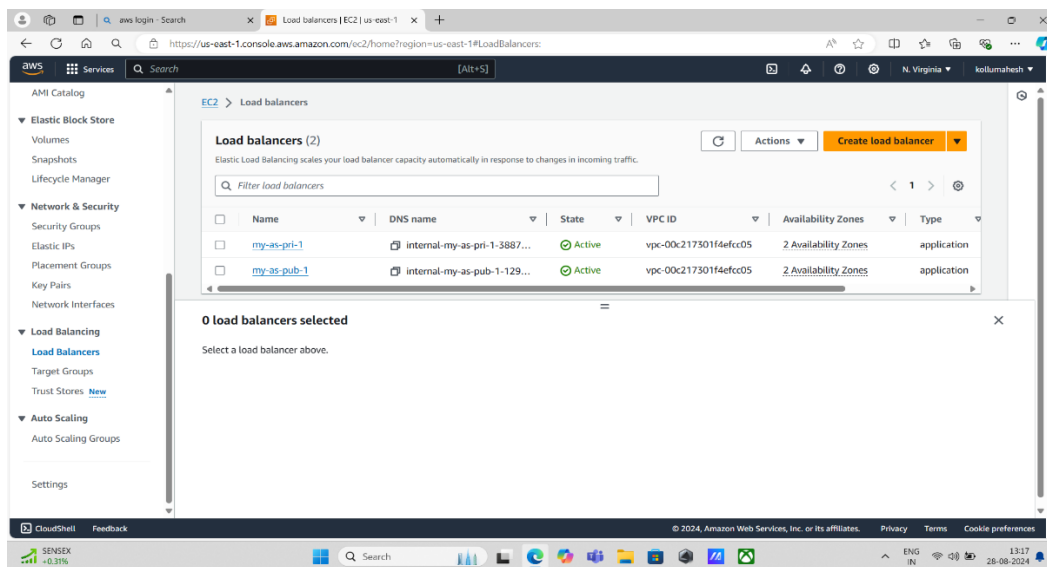 aws login - Search
Load balancers | EC2 | us-east-1
https://us-east-1.console.aws.amazon.com/ec2/home?region=us-east-1#LoadBalancers:
aws
Services
Search
[Alt+S]
N. Virginia
kollumahesh
AMI Catalog
Elastic Block Store
Volumes
Snapshots
Lifecycle Manager
Network & Security
Security Groups
Elastic IPs
Placement Groups
Key Pairs
Network Interfaces
Load Balancing
Load Balancers
Target Groups
Trust Stores New
Auto Scaling
Auto Scaling Groups
Settings
EC2 > Load balancers
Load balancers (2)
Actions
Create load balancer
Elastic Load Balancing scales your load balancer capacity automatically in response to changes in incoming traffic.
Filter load balancers
1
Name DNS name State VPC ID Availability Zones Type
my-as-pri-1 internal-my-as-pri-1-3887... Active vpc-00c217301f4efcc05 2 Availability Zones application
my-as-pub-1 internal-my-as-pub-1-129... Active vpc-00c217301f4efcc05 2 Availability Zones application
0 load balancers selected
Select a load balancer above.
CloudShell Feedback
© 2024, Amazon Web Services, Inc. or its affiliates. Privacy Terms Cookie preferences
SENSEX
+0.31%
Search
ENG
IN
13:17
28-08-2024